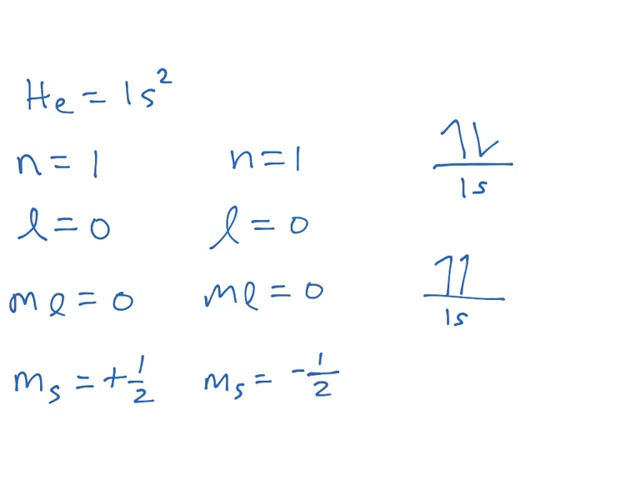 He = 1s²
n = 1 n = 1
l = 0 l = 0
mℓ = 0 mℓ = 0
ms = +1/2 ms = -1/2
↿⇂
1s
↿↿
1s